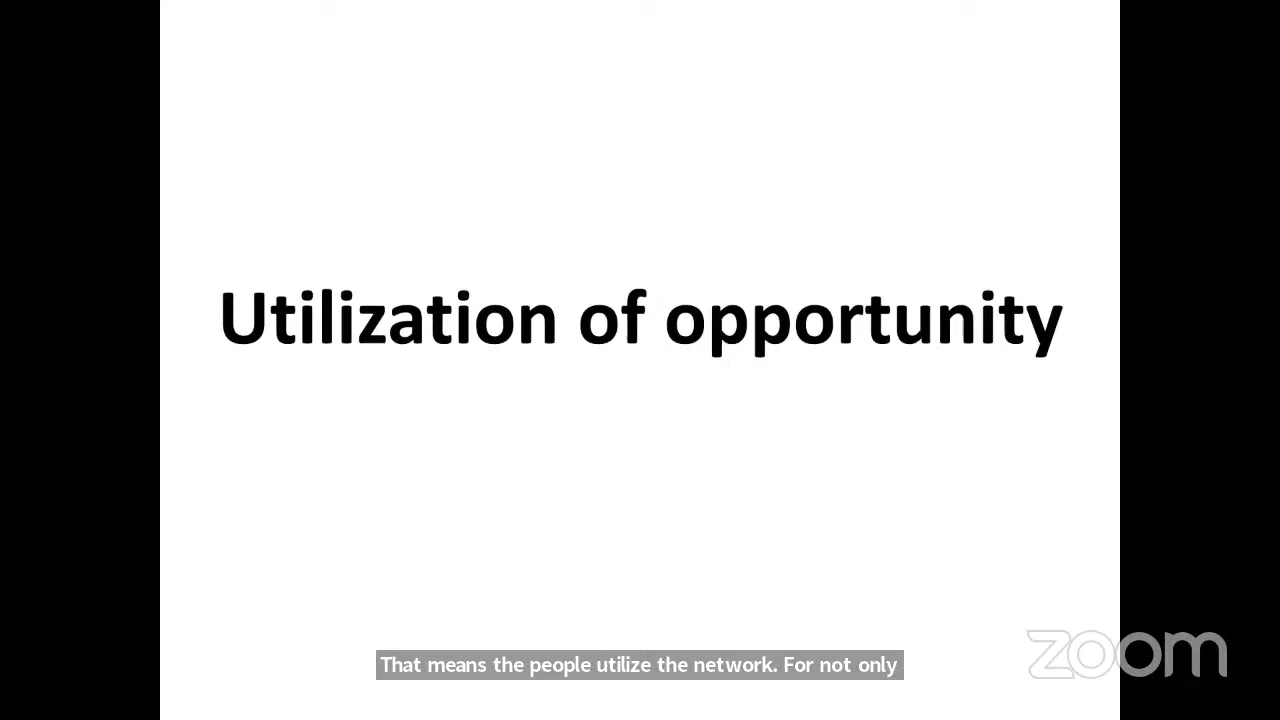 Utilization of opportunity
That means the people utilize the network. For not only
zoom